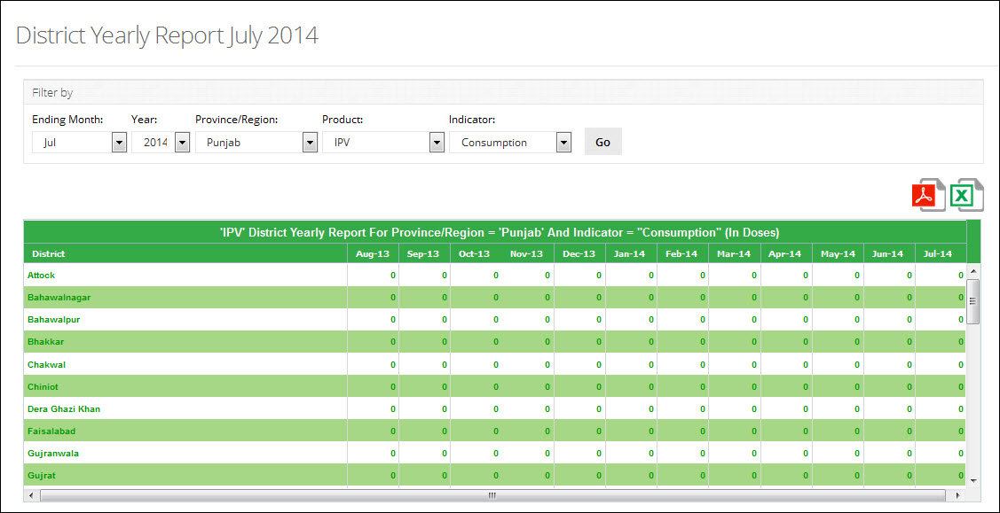 District Yearly Report July 2014
Filter by
Ending Month: Year: Province/Region: Product: Indicator:
Jul 2014 Punjab IPV Consumption Go
'IPV' District Yearly Report For Province/Region = 'Punjab' And Indicator = "Consumption" (In Doses)
District Aug-13 Sep-13 Oct-13 Nov-13 Dec-13 Jan-14 Feb-14 Mar-14 Apr-14 May-14 Jun-14 Jul-14
Attock 0 0 0 0 0 0 0 0 0 0 0 0
Bahawalnagar 0 0 0 0 0 0 0 0 0 0 0 0
Bahawalpur 0 0 0 0 0 0 0 0 0 0 0 0
Bhakkar 0 0 0 0 0 0 0 0 0 0 0 0
Chakwal 0 0 0 0 0 0 0 0 0 0 0 0
Chiniot 0 0 0 0 0 0 0 0 0 0 0 0
Dera Ghazi Khan 0 0 0 0 0 0 0 0 0 0 0 0
Faisalabad 0 0 0 0 0 0 0 0 0 0 0 0
Gujranwala 0 0 0 0 0 0 0 0 0 0 0 0
Gujrat 0 0 0 0 0 0 0 0 0 0 0 0